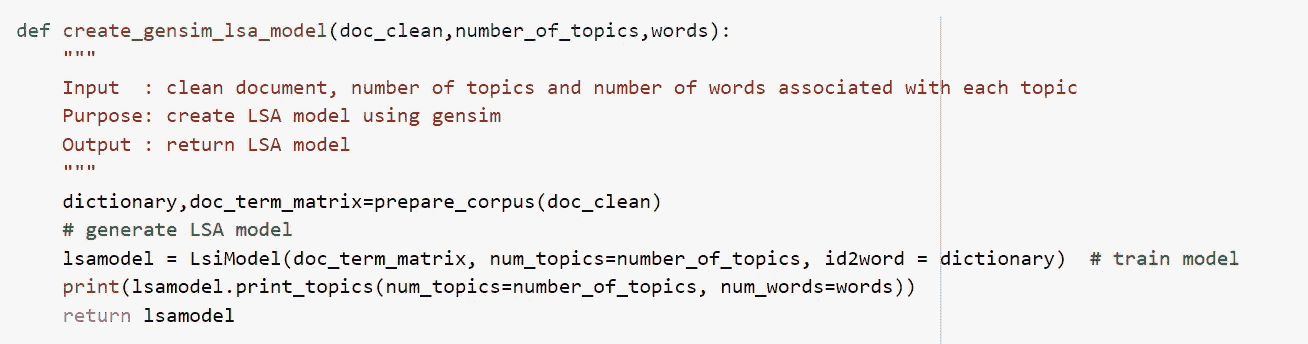 def create_gensim_lsa_model(doc_clean,number_of_topics,words):
    """
    Input  : clean document, number of topics and number of words associated with each topic
    Purpose: create LSA model using gensim
    Output : return LSA model
    """
    dictionary,doc_term_matrix=prepare_corpus(doc_clean)
    # generate LSA model
    lsamodel = LsiModel(doc_term_matrix, num_topics=number_of_topics, id2word = dictionary)  # train model
    print(lsamodel.print_topics(num_topics=number_of_topics, num_words=words))
    return lsamodel